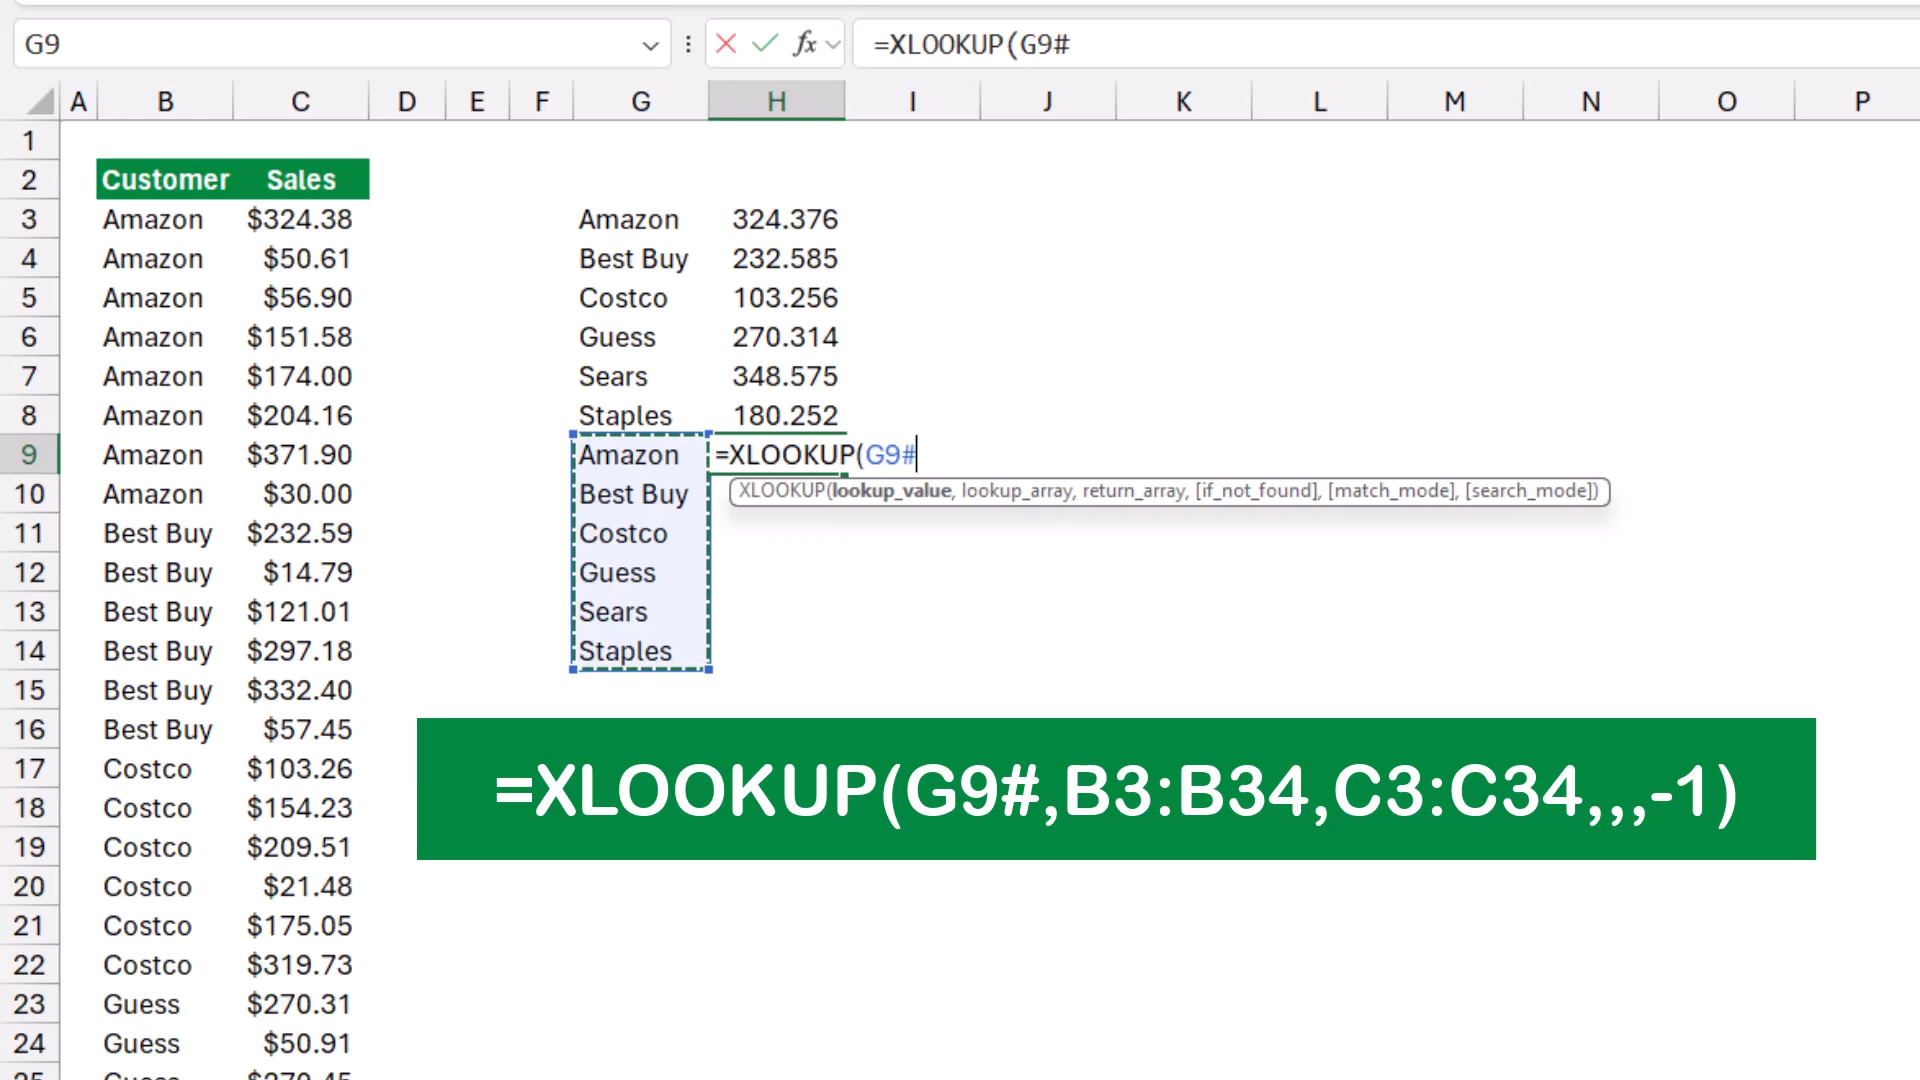 G9 fx =XLOOKUP(G9#
A B C D E F G H I J K L M N O P
1
2 Customer Sales
3 Amazon $324.38 Amazon 324.376
4 Amazon $50.61 Best Buy 232.585
5 Amazon $56.90 Costco 103.256
6 Amazon $151.58 Guess 270.314
7 Amazon $174.00 Sears 348.575
8 Amazon $204.16 Staples 180.252
9 Amazon $371.90 Amazon =XLOOKUP(G9#
10 Amazon $30.00 Best Buy XLOOKUP(lookup_value, lookup_array, return_array, [if_not_found], [match_mode], [search_mode])
11 Best Buy $232.59 Costco
12 Best Buy $14.79 Guess
13 Best Buy $121.01 Sears
14 Best Buy $297.18 Staples
15 Best Buy $332.40
16 Best Buy $57.45
17 Costco $103.26
=XLOOKUP(G9#,B3:B34,C3:C34,,,-1)
18 Costco $154.23
19 Costco $209.51
20 Costco $21.48
21 Costco $175.05
22 Costco $319.73
23 Guess $270.31
24 Guess $50.91
25 Guess $270.45